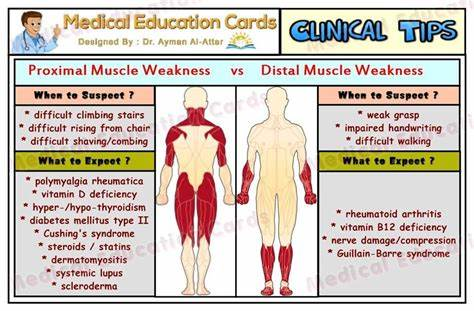 Medical Education Cards
Designed By : Dr. Ayman Al-Attar
CLINICAL TIPS
Proximal Muscle Weakness vs Distal Muscle Weakness
When to Suspect ?
* difficult climbing stairs
* difficult rising from chair
* difficult shaving/combing
What to Expect ?
* polymyalgia rheumatica
* vitamin D deficiency
* hyper-/hypo-thyroidism
* diabetes mellitus type II
* Cushing's syndrome
* steroids / statins
* dermatomyositis
* systemic lupus
* scleroderma
When to Suspect ?
* weak grasp
* impaired handwriting
* difficult walking
What to Expect ?
* rheumatoid arthritis
* vitamin B12 deficiency
* nerve damage/compression
* Guillain-Barre syndrome
Medical Education Cards